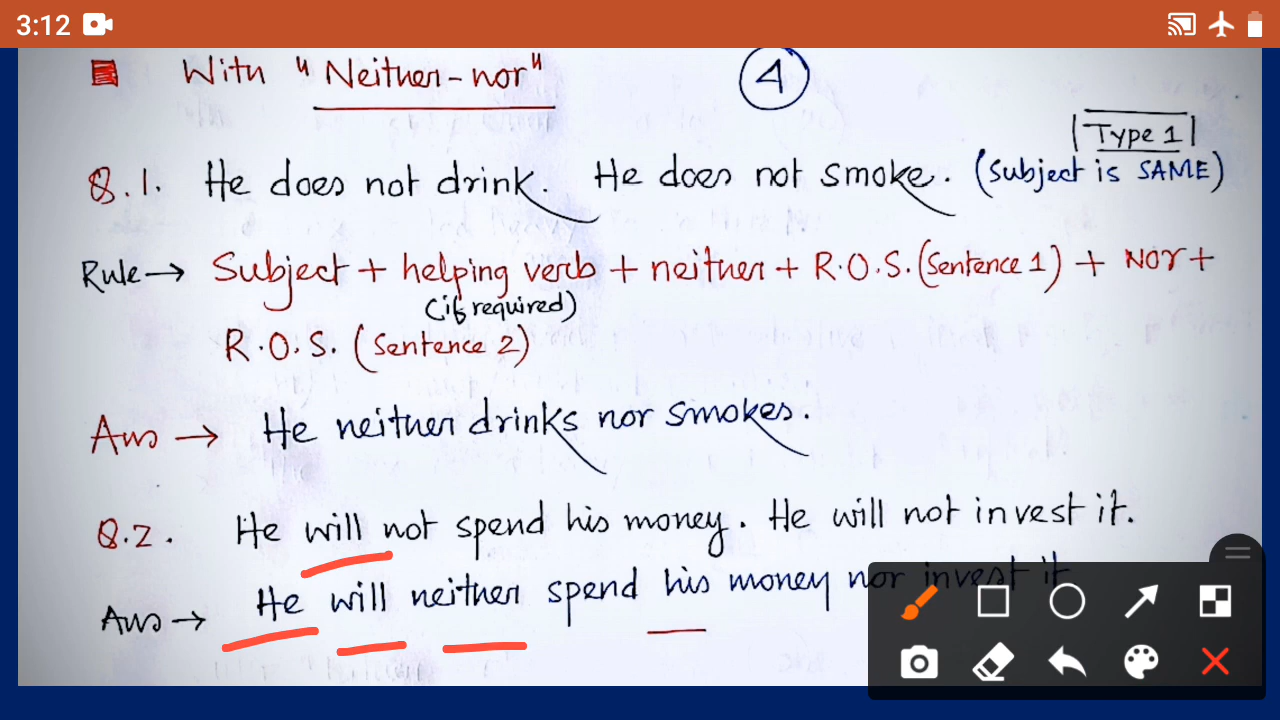 3:12
With "Neither-nor"
4
Type 1
Q.1. He does not drink. He does not smoke. (Subject is SAME)
Rule→ Subject + helping verb + neither + R.O.S. (Sentence 1) + Nor +
(if required)
R.O.S. (Sentence 2)
Ans → He neither drinks nor smokes.
Q.2. He will not spend his money. He will not invest it.
Ans → He will neither spend his money nor invest it